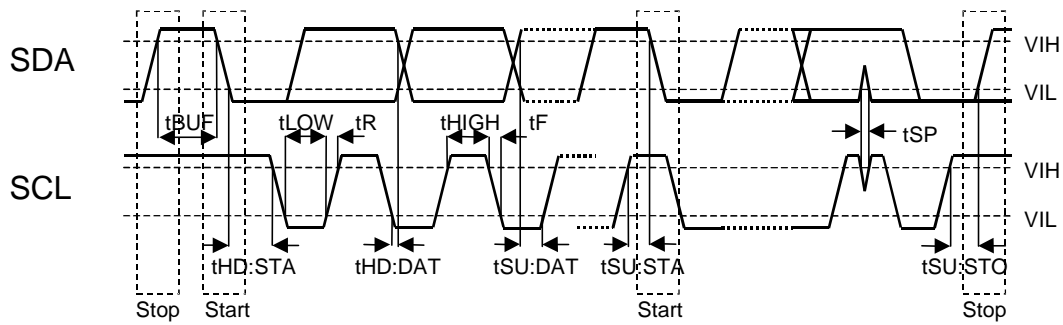 SDA
VIH
VIL
tBUF
tLOW
tR
tHIGH
tF
tSP
SCL
VIH
VIL
tHD:STA
tHD:DAT
tSU:DAT
tSU:STA
tSU:STO
Stop
Start
Start
Stop